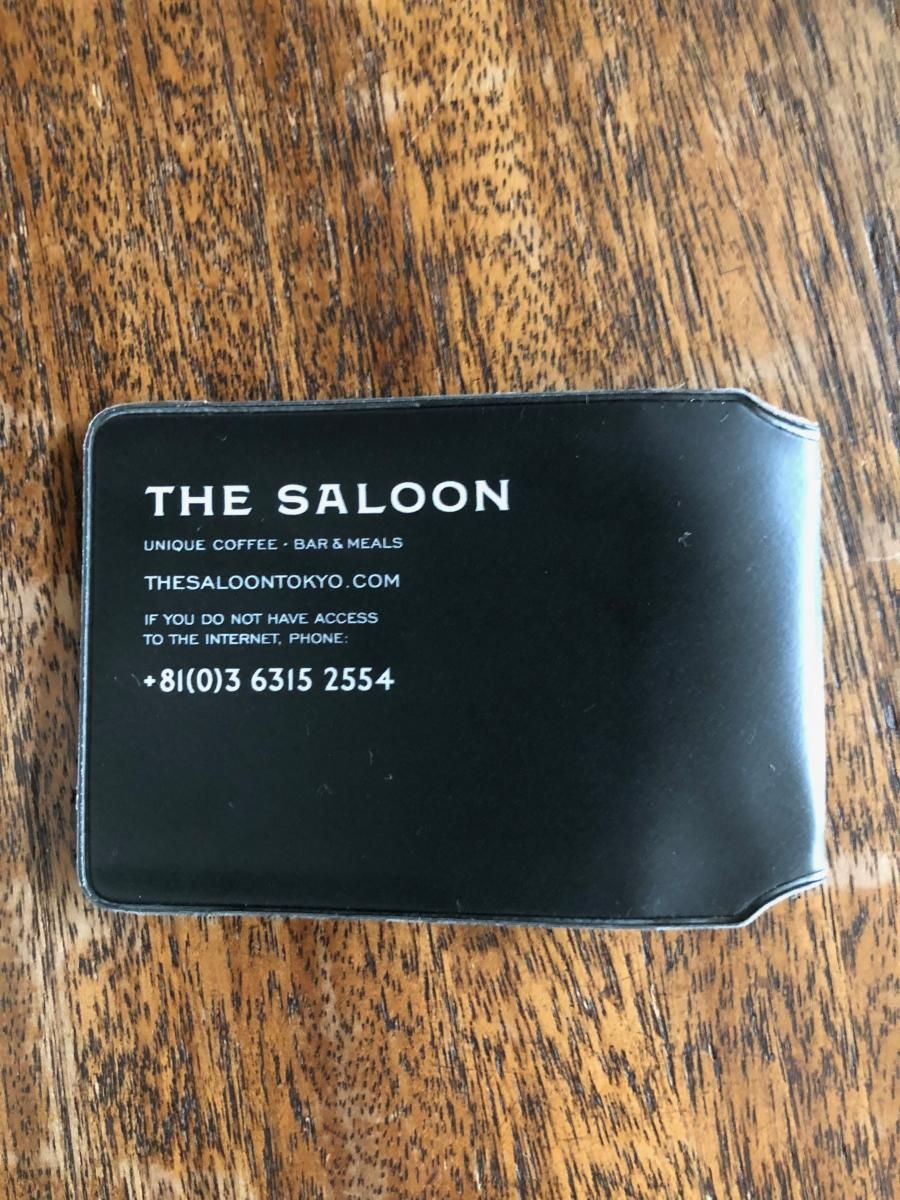 THE SALOON
UNIQUE COFFEE · BAR & MEALS
THESALOONTOKYO.COM
IF YOU DO NOT HAVE ACCESS
TO THE INTERNET, PHONE:
+81(0)3 6315 2554